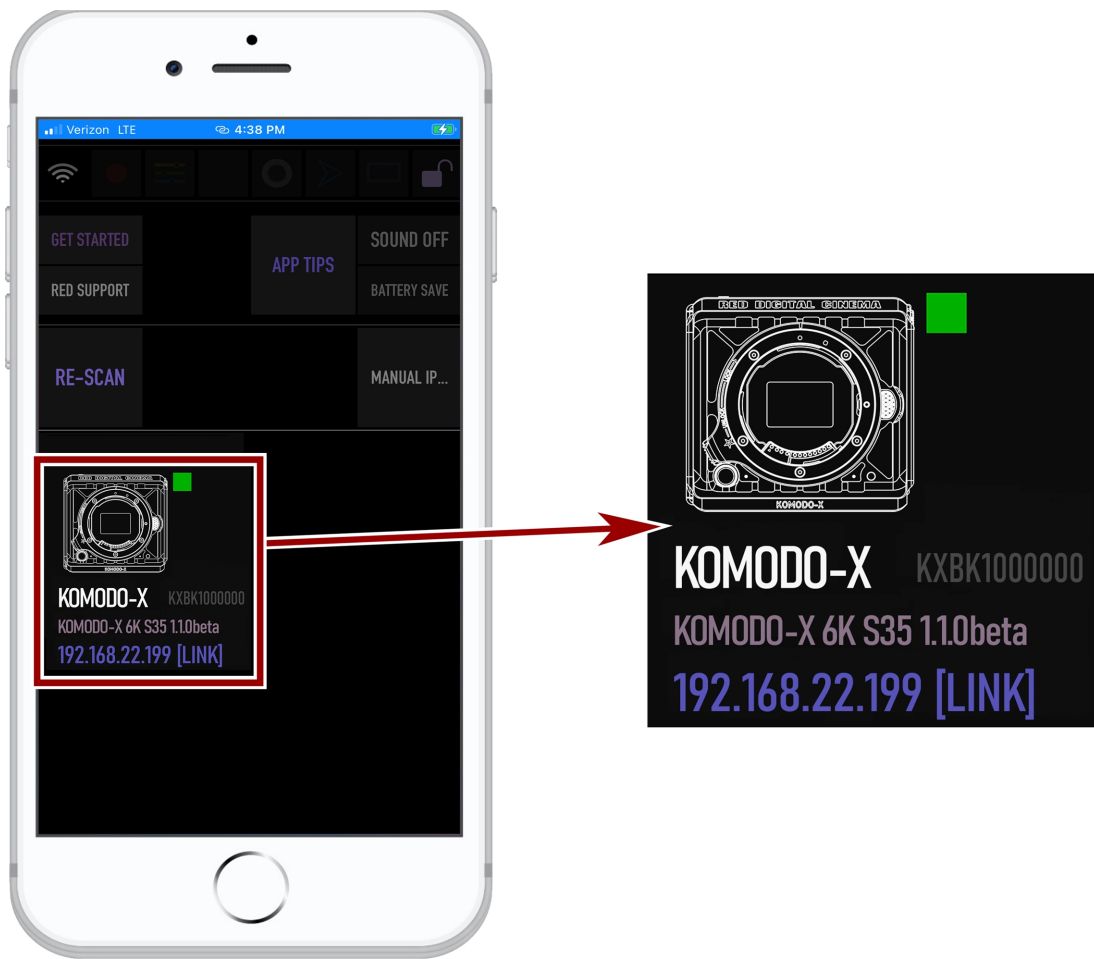 Verizon LTE 4:38 PM
GET STARTED
RED SUPPORT
APP TIPS
SOUND OFF
BATTERY SAVE
RE-SCAN
MANUAL IP...
RED DIGITAL CINEMA
KOMODO-X
KOMODO-X KXBK1000000
KOMODO-X 6K S35 1.1.0beta
192.168.22.199 [LINK]
RED DIGITAL CINEMA
KOMODO-X
KOMODO-X KXBK1000000
KOMODO-X 6K S35 1.1.0beta
192.168.22.199 [LINK]